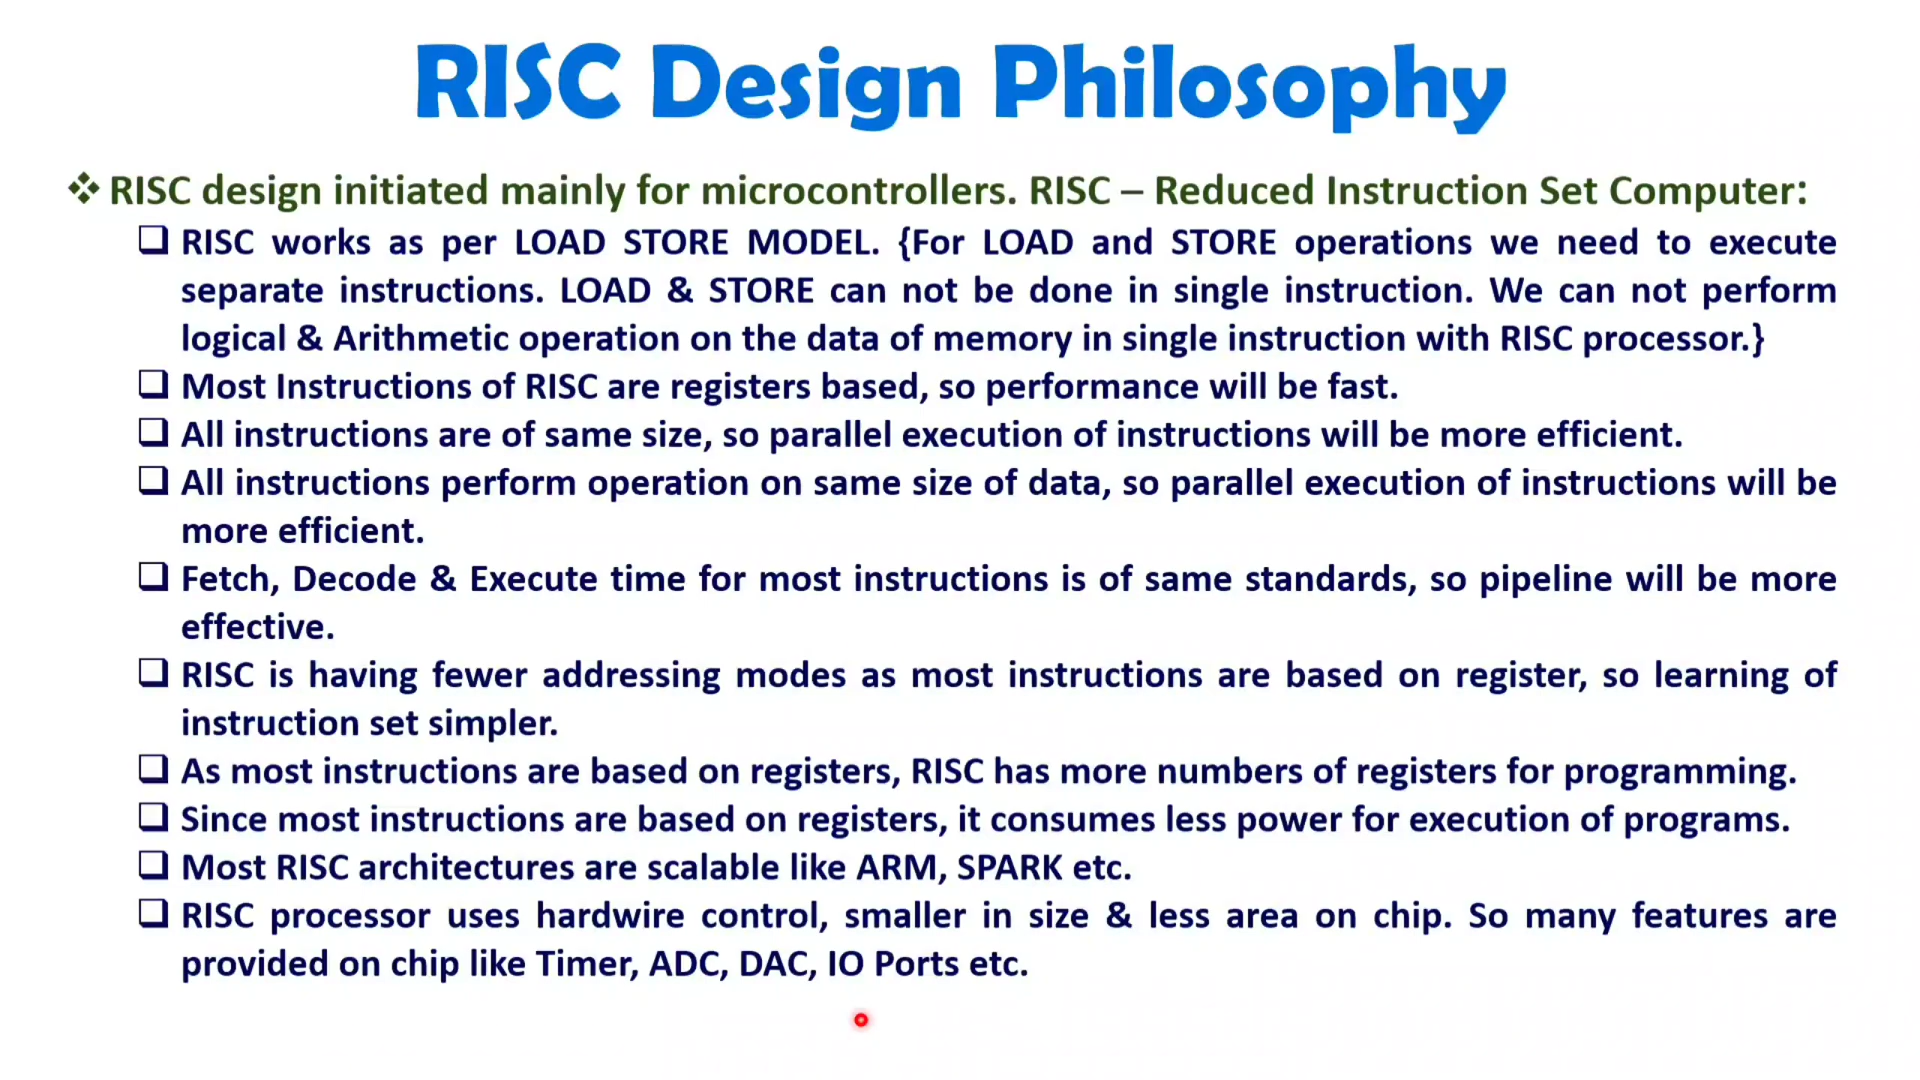 RISC Design Philosophy
❖ RISC design initiated mainly for microcontrollers. RISC – Reduced Instruction Set Computer:
❑ RISC works as per LOAD STORE MODEL. {For LOAD and STORE operations we need to execute
separate instructions. LOAD & STORE can not be done in single instruction. We can not perform
logical & Arithmetic operation on the data of memory in single instruction with RISC processor.}
❑ Most Instructions of RISC are registers based, so performance will be fast.
❑ All instructions are of same size, so parallel execution of instructions will be more efficient.
❑ All instructions perform operation on same size of data, so parallel execution of instructions will be
more efficient.
❑ Fetch, Decode & Execute time for most instructions is of same standards, so pipeline will be more
effective.
❑ RISC is having fewer addressing modes as most instructions are based on register, so learning of
instruction set simpler.
❑ As most instructions are based on registers, RISC has more numbers of registers for programming.
❑ Since most instructions are based on registers, it consumes less power for execution of programs.
❑ Most RISC architectures are scalable like ARM, SPARK etc.
❑ RISC processor uses hardwire control, smaller in size & less area on chip. So many features are
provided on chip like Timer, ADC, DAC, IO Ports etc.